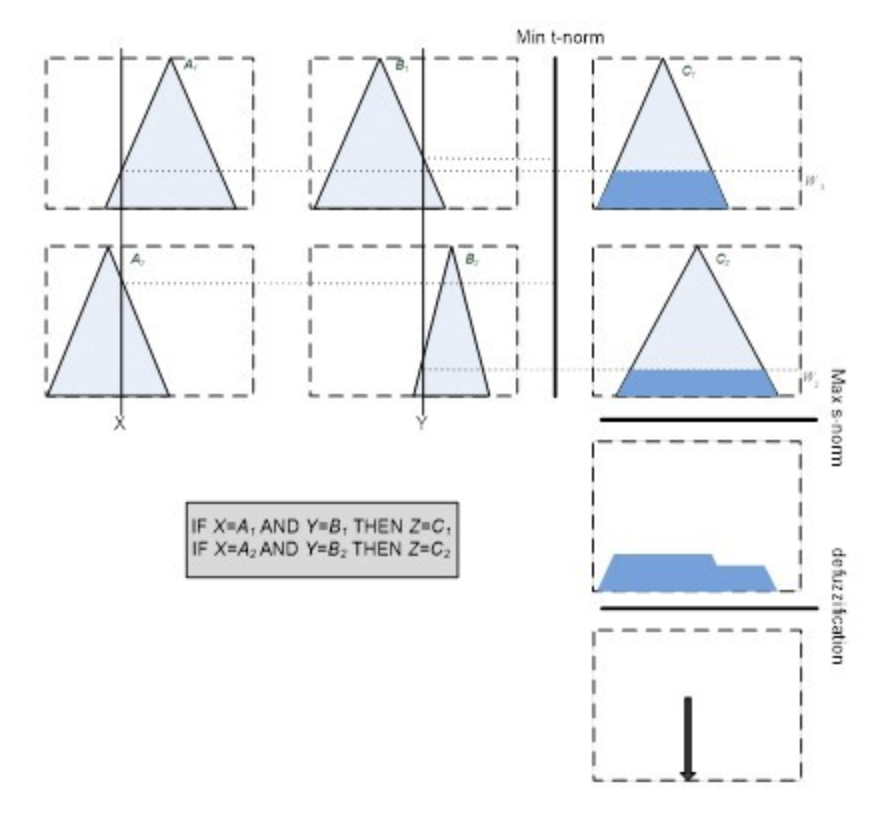 Min t-norm
A₁
B₁
C₁
W₁
A₂
B₂
C₂
W₂
X
Y
Max s-norm
IF X=A₁ AND Y=B₁ THEN Z=C₁
IF X=A₂ AND Y=B₂ THEN Z=C₂
defuzzification